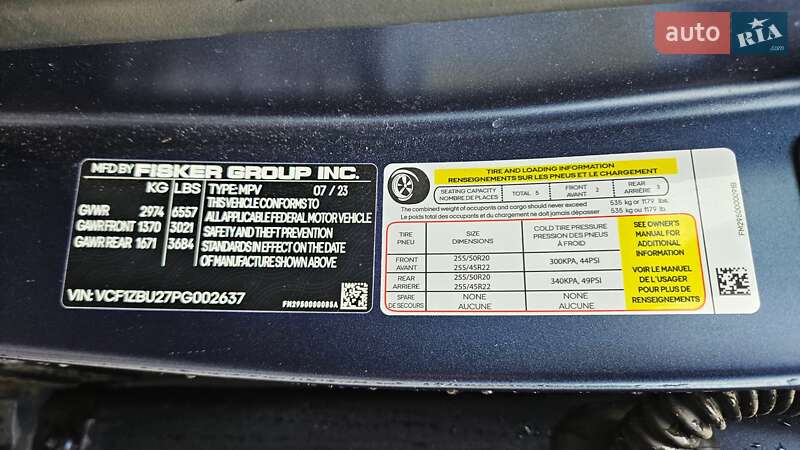 auto RIA
.com
MFD BY FISKER GROUP INC.
KG LBS TYPE: MPV 07 / 23
GVWR 2974 6557
GAWR FRONT 1370 3021
GAWR REAR 1671 3684
THIS VEHICLE CONFORMS TO
ALL APPLICABLE FEDERAL MOTOR VEHICLE
SAFETY AND THEFT PREVENTION
STANDARDS IN EFFECT ON THE DATE
OF MANUFACTURE SHOWN ABOVE.
VIN: VCF1ZBU27PG002637
FM29500000085A
TIRE AND LOADING INFORMATION
RENSEIGNEMENTS SUR LES PNEUS ET LE CHARGEMENT
SEATING CAPACITY
NOMBRE DE PLACES
TOTAL 5
FRONT
AVANT 2
REAR
ARRIERE 3
The combined weight of occupants and cargo should never exceed 535 kg or 1179 lbs.
Le poids total des occupants et du chargement ne doit jamais dépasser 535 kg ou 1179 lb.
TIRE
PNEU
SIZE
DIMENSIONS
COLD TIRE PRESSURE
PRESSION DES PNEUS
À FROID
FRONT
AVANT
255/50R20
255/45R22
300KPA, 44PSI
REAR
ARRIERE
255/50R20
255/45R22
340KPA, 49PSI
SPARE
DE SECOURS
NONE
AUCUNE
NONE
AUCUNE
SEE OWNER'S
MANUAL FOR
ADDITIONAL
INFORMATION
VOIR LE MANUEL
DE L'USAGER
POUR PLUS DE
RENSEIGNEMENTS